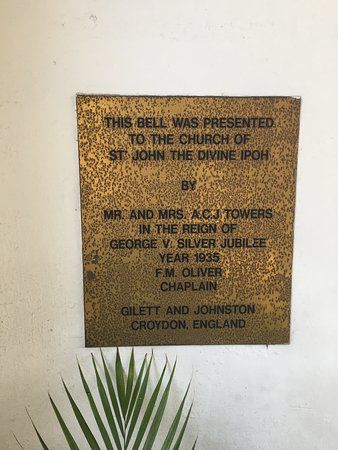 THIS BELL WAS PRESENTED
TO THE CHURCH OF
ST' JOHN THE DIVINE IPOH
BY
MR. AND MRS. A.C.J TOWERS
IN THE REIGN OF
GEORGE V. SILVER JUBILEE
YEAR 1935
F.M. OLIVER
CHAPLAIN
GILETT AND JOHNSTON
CROYDON, ENGLAND